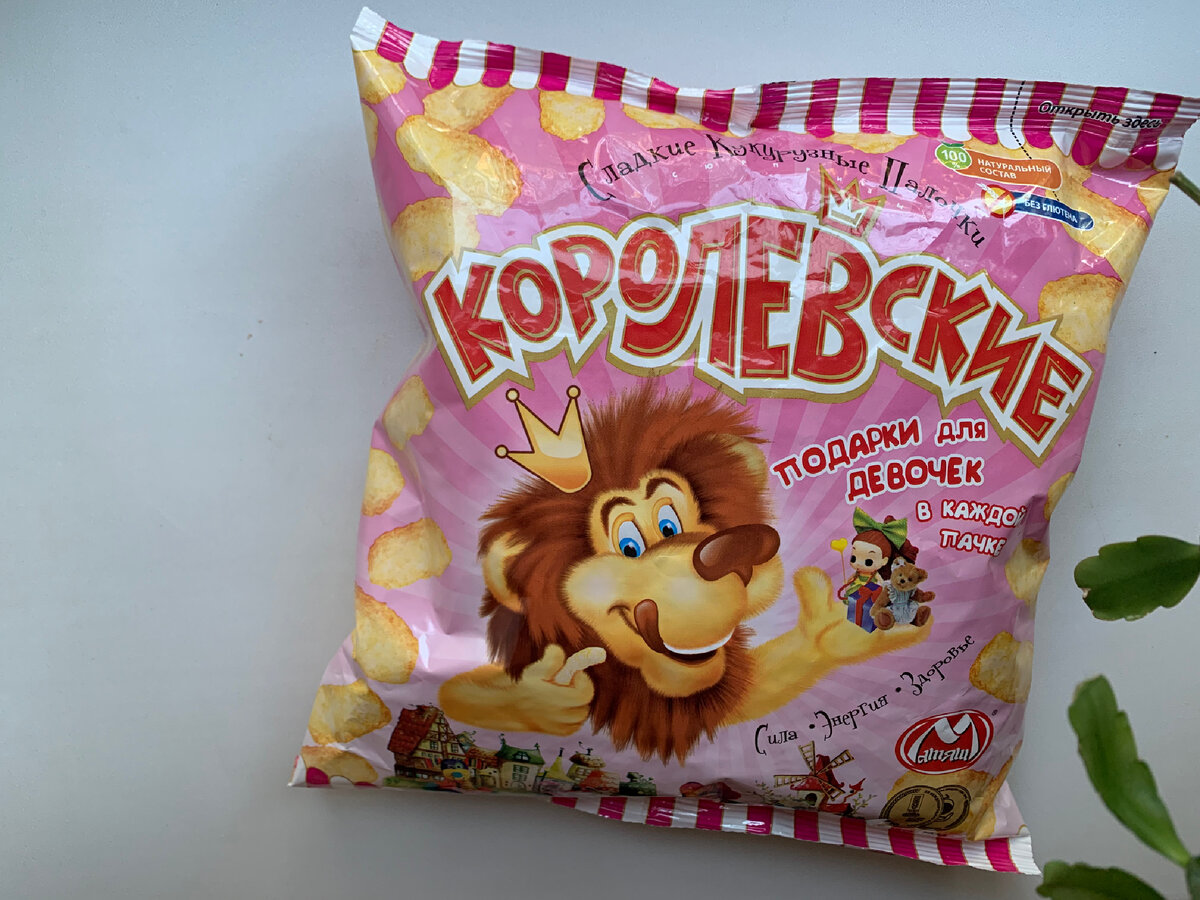 Открыть здесь
Сладкие Кукурузные Палочки
100%
НАТУРАЛЬНЫЙ
СОСТАВ
БЕЗ ГЛЮТЕНА
КОРОЛЕВСКИЕ
ПОДАРКИ для
ДЕВОЧЕК
В КАЖДОЙ
ПАЧКЕ
Сила • Энергия • Здоровье
Матяш